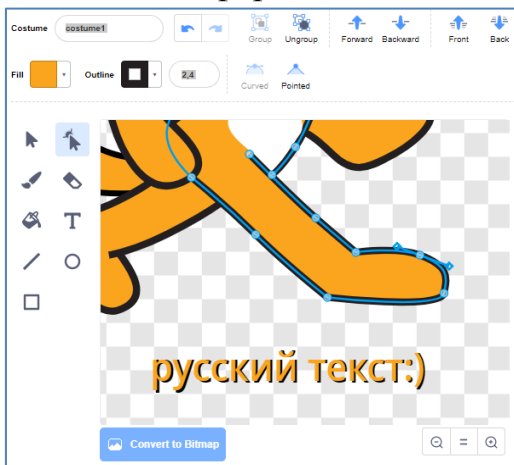 Costume costume1 Group Ungroup Forward Backward Front Back
Fill Outline 2,4 Curved Pointed
T
русский текст:)
Convert to Bitmap